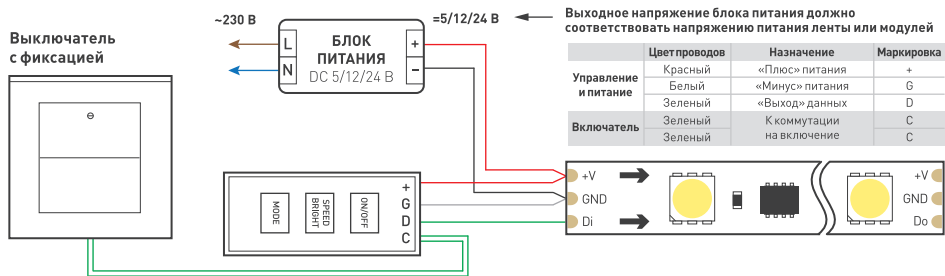 ~230 В
=5/12/24 В
Выходное напряжение блока питания должно
соответствовать напряжению питания ленты или модулей
Выключатель
с фиксацией
L
N
БЛОК
ПИТАНИЯ
DC 5/12/24 В
+
–
Цвет проводов Назначение Маркировка
Управление
и питание
Красный «Плюс» питания +
Белый «Минус» питания G
Зеленый «Выход» данных D
Включатель
Зеленый К коммутации C
Зеленый на включение C
MODE
SPEED
BRIGHT
ON/OFF
+
G
D
C
+V
GND
Di
+V
GND
Do